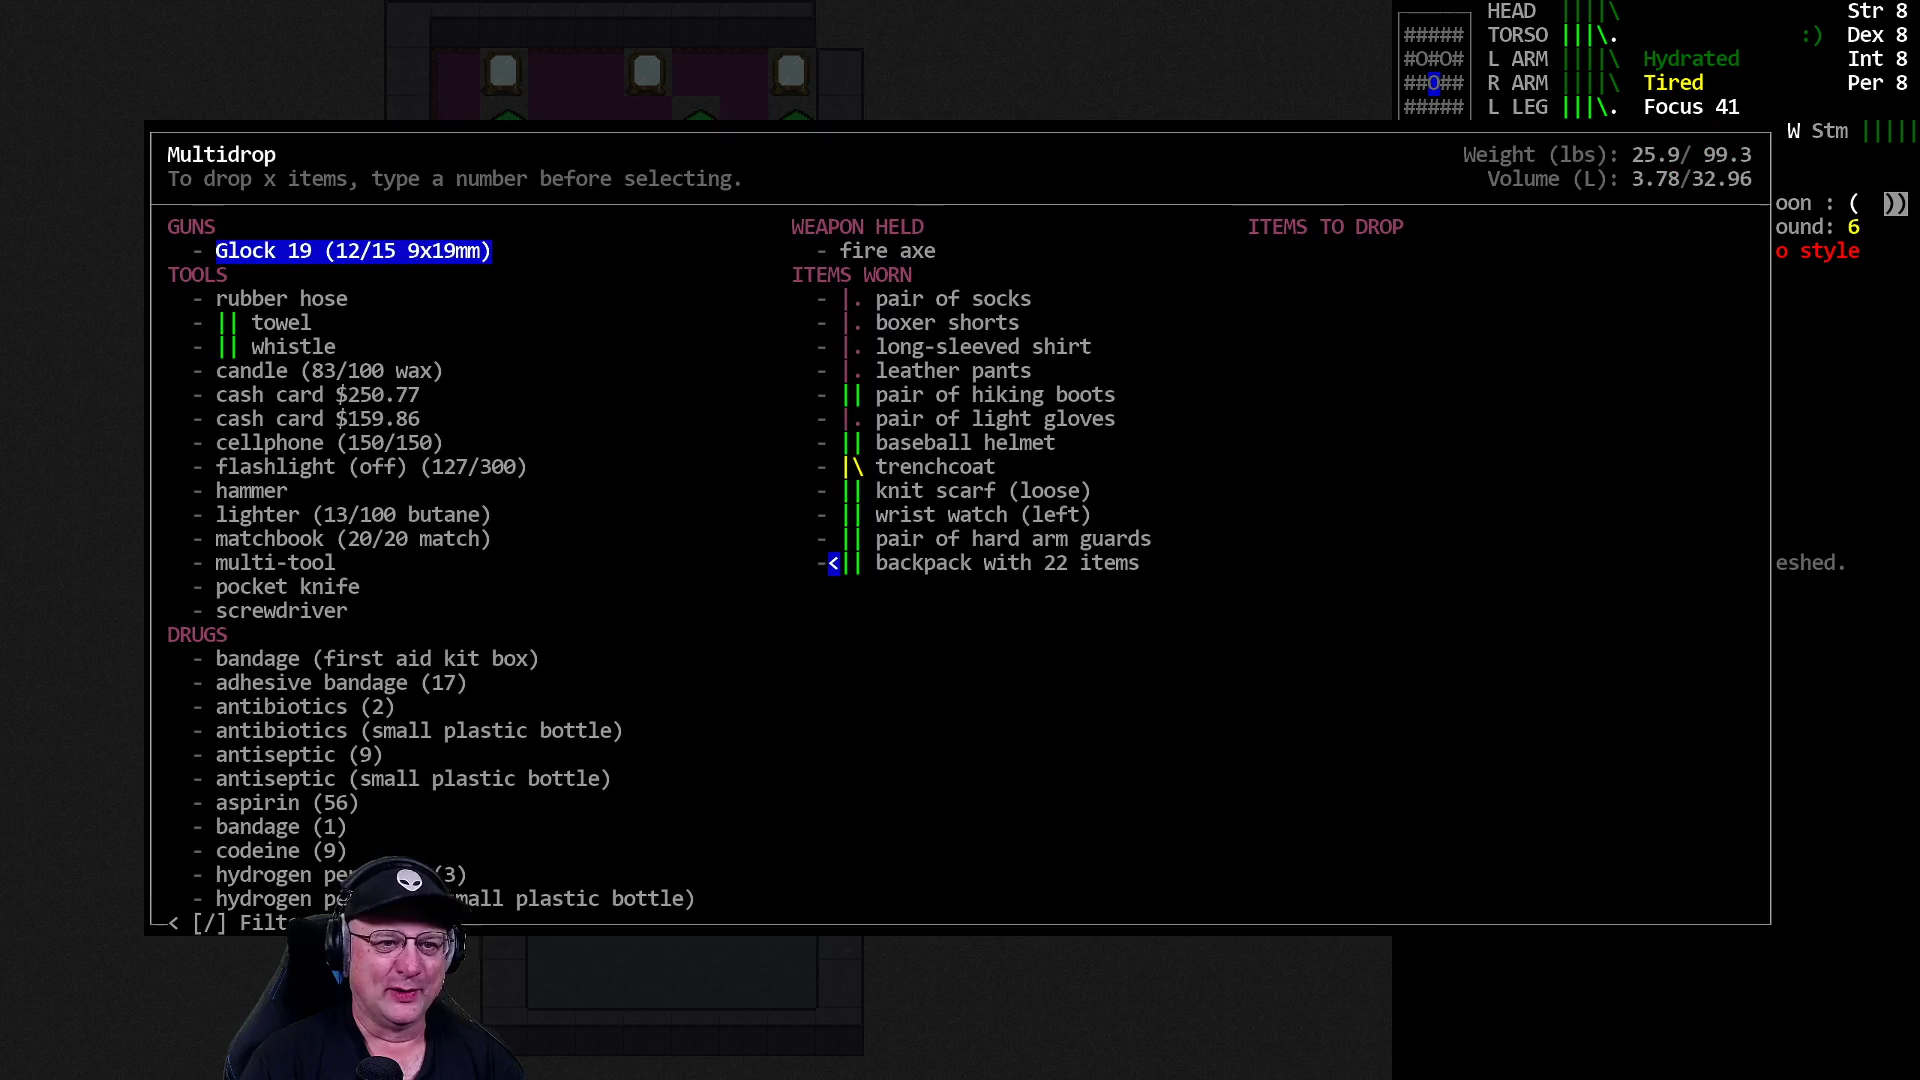 HEAD ||||\ Str 8
##### TORSO |||\. :) Dex 8
#O#O# L ARM ||||\ Hydrated Int 8
##O## R ARM ||||\ Tired Per 8
##### L LEG |||\. Focus 41
W Stm |||||
oon : ( ))
ound: 6
o style
eshed.
Multidrop
To drop x items, type a number before selecting.
Weight (lbs): 25.9/ 99.3
Volume (L): 3.78/32.96
GUNS
- Glock 19 (12/15 9x19mm)
TOOLS
- rubber hose
- || towel
- || whistle
- candle (83/100 wax)
- cash card $250.77
- cash card $159.86
- cellphone (150/150)
- flashlight (off) (127/300)
- hammer
- lighter (13/100 butane)
- matchbook (20/20 match)
- multi-tool
- pocket knife
- screwdriver
DRUGS
- bandage (first aid kit box)
- adhesive bandage (17)
- antibiotics (2)
- antibiotics (small plastic bottle)
- antiseptic (9)
- antiseptic (small plastic bottle)
- aspirin (56)
- bandage (1)
- codeine (9)
- hydrogen pe (3)
- hydrogen pe mall plastic bottle)
< [/] Filt
WEAPON HELD
- fire axe
ITEMS WORN
- |. pair of socks
- |. boxer shorts
- |. long-sleeved shirt
- |. leather pants
- || pair of hiking boots
- |. pair of light gloves
- || baseball helmet
- |\ trenchcoat
- || knit scarf (loose)
- || wrist watch (left)
- || pair of hard arm guards
-<|| backpack with 22 items
ITEMS TO DROP